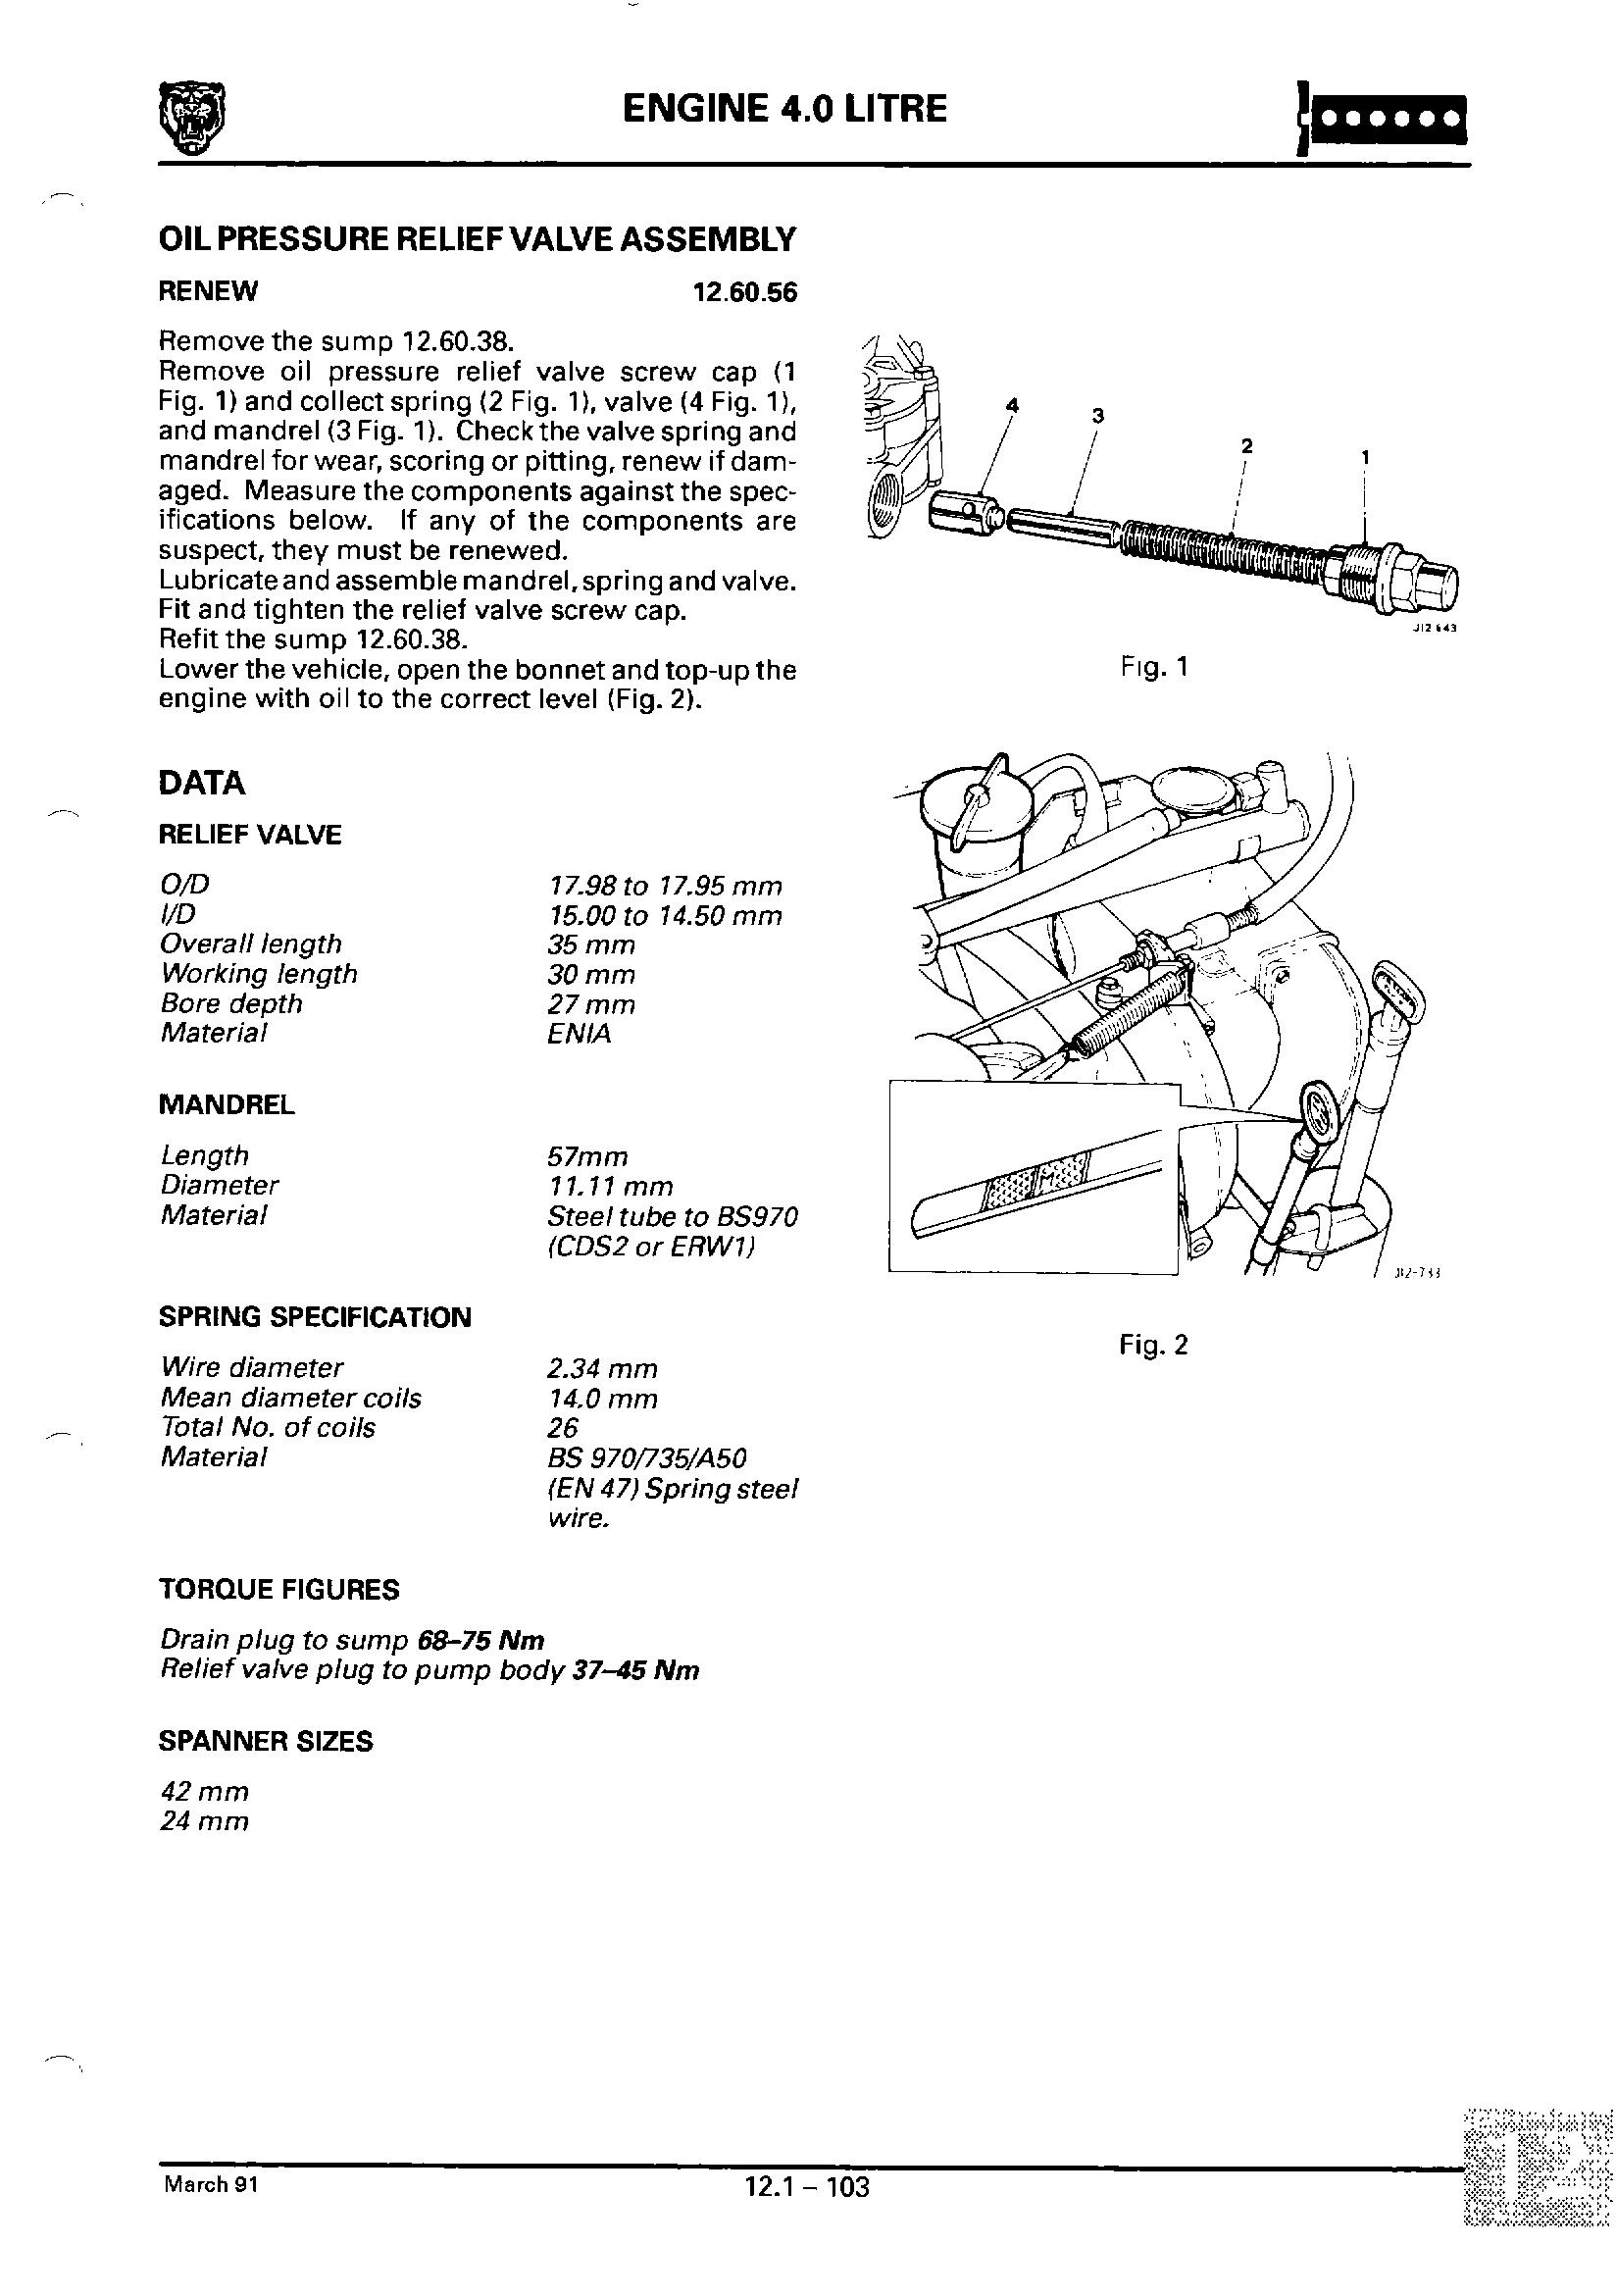 ENGINE 4.0 LITRE
OIL PRESSURE RELIEF VALVE ASSEMBLY
RENEW 12.60.56
Remove the sump 12.60.38.
Remove oil pressure relief valve screw cap (1
Fig. 1) and collect spring (2 Fig. 1), valve (4 Fig. 1),
and mandrel (3 Fig. 1). Check the valve spring and
mandrel for wear, scoring or pitting, renew if dam-
aged. Measure the components against the spec-
ifications below. If any of the components are
suspect, they must be renewed.
Lubricate and assemble mandrel, spring and valve.
Fit and tighten the relief valve screw cap.
Refit the sump 12.60.38.
Lower the vehicle, open the bonnet and top-up the
engine with oil to the correct level (Fig. 2).
DATA
RELIEF VALVE
O/D 17.98 to 17.95 mm
I/D 15.00 to 14.50 mm
Overall length 35 mm
Working length 30 mm
Bore depth 27 mm
Material ENIA
MANDREL
Length 57mm
Diameter 11.11 mm
Material Steel tube to BS970
(CDS2 or ERW1)
SPRING SPECIFICATION
Wire diameter 2.34 mm
Mean diameter coils 14.0 mm
Total No. of coils 26
Material BS 970/735/A50
(EN 47) Spring steel
wire.
TORQUE FIGURES
Drain plug to sump 68–75 Nm
Relief valve plug to pump body 37–45 Nm
SPANNER SIZES
42 mm
24 mm
4
3
2
1
J12 643
Fig. 1
J12-733
Fig. 2
March 91
12.1 – 103
12